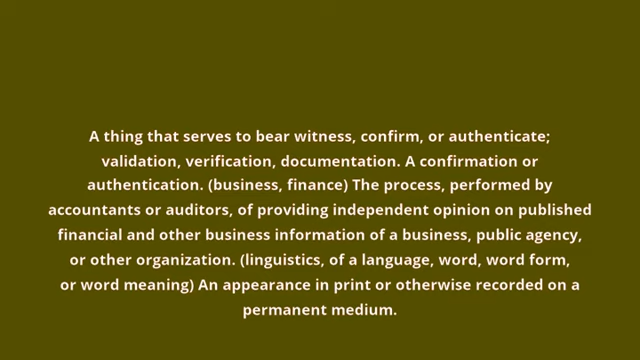 A thing that serves to bear witness, confirm, or authenticate;
validation, verification, documentation. A confirmation or
authentication. (business, finance) The process, performed by
accountants or auditors, of providing independent opinion on published
financial and other business information of a business, public agency,
or other organization. (linguistics, of a language, word, word form,
or word meaning) An appearance in print or otherwise recorded on a
permanent medium.